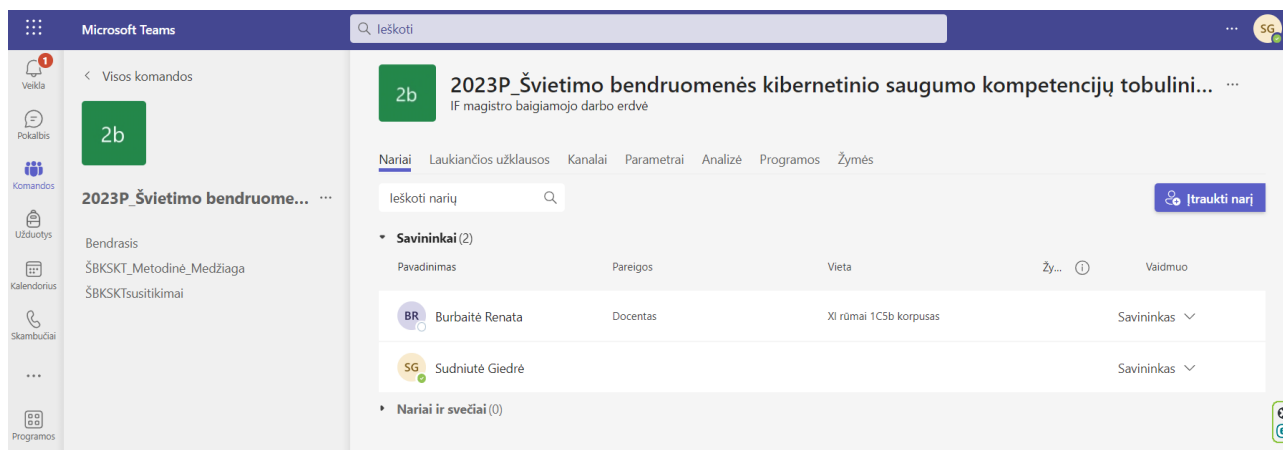 Microsoft Teams
Ieškoti
SG
1
Veikla
Pokalbis
Komandos
Užduotys
Kalendorius
Skambučiai
Programos
Visos komandos
2b
2023P_Švietimo bendruome...
Bendrasis
ŠBKSKT_Metodinė_Medžiaga
ŠBKSKTsusitikimai
2b
2023P_Švietimo bendruomenės kibernetinio saugumo kompetencijų tobulini...
IF magistro baigiamojo darbo erdvė
Nariai Laukiančios užklausos Kanalai Parametrai Analizė Programos Žymės
Ieškoti narių
Įtraukti narį
Savininkai (2)
Pavadinimas Pareigos Vieta Žy... Vaidmuo
BR Burbaitė Renata Docentas XI rūmai 1C5b korpusas Savininkas
SG Sudniutė Giedrė Savininkas
Nariai ir svečiai (0)